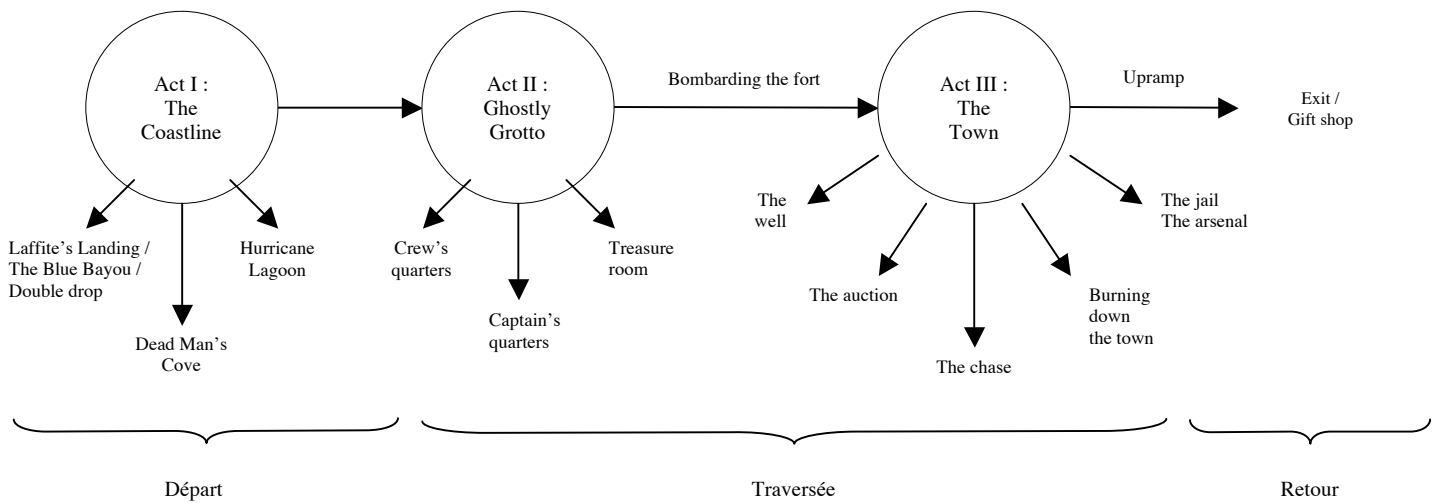 Act I :
The
Coastline
Act II :
Ghostly
Grotto
Bombarding the fort
Act III :
The
Town
Upramp
Exit /
Gift shop
Laffite’s Landing /
The Blue Bayou /
Double drop
Dead Man’s
Cove
Hurricane
Lagoon
Crew’s
quarters
Captain’s
quarters
Treasure
room
The
well
The auction
The chase
Burning
down
the town
The jail
The arsenal
Départ
Traversée
Retour